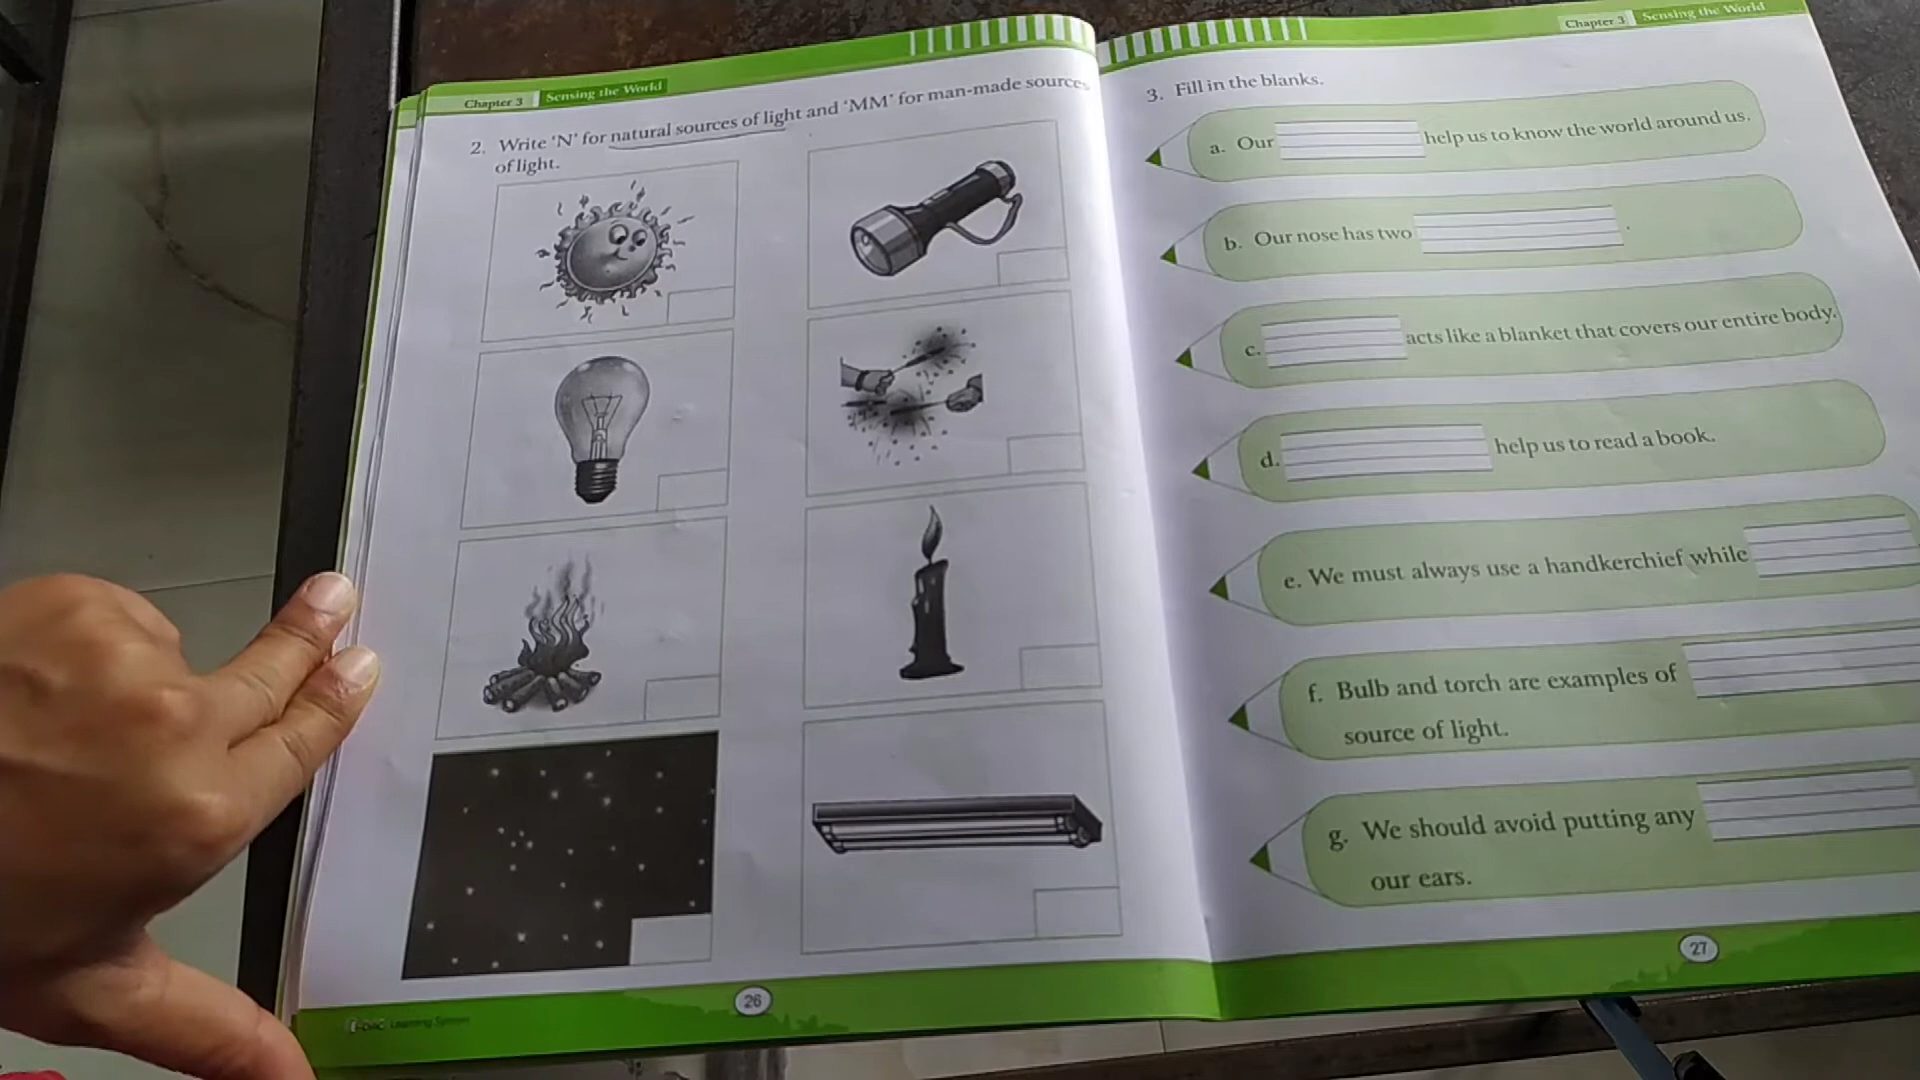 Chapter 3 Sensing the World
2. Write 'N' for natural sources of light and 'MM' for man-made sources
of light.
26
Learning System
Chapter 3 Sensing the World
3. Fill in the blanks.
a. Our help us to know the world around us.
b. Our nose has two .
c. acts like a blanket that covers our entire body.
d. help us to read a book.
e. We must always use a handkerchief while
f. Bulb and torch are examples of
source of light.
g. We should avoid putting any
our ears.
27